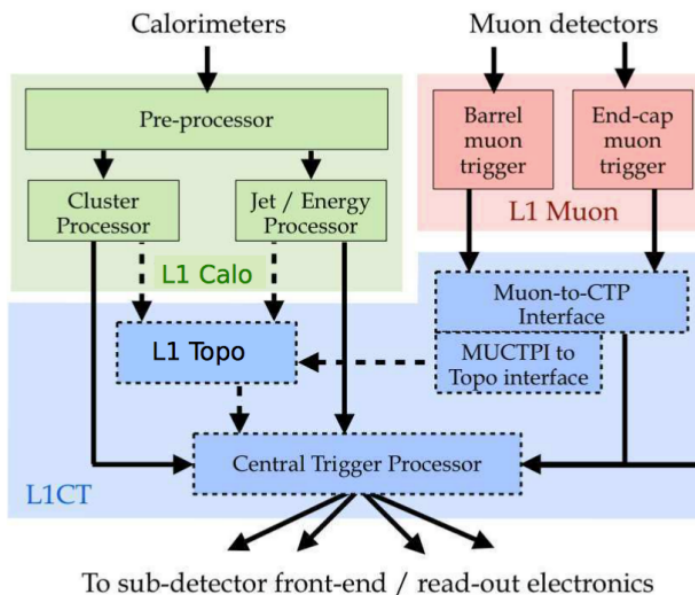 Calorimeters
Muon detectors
Pre-processor
Barrel
muon
trigger
End-cap
muon
trigger
Cluster
Processor
Jet / Energy
Processor
L1 Muon
L1 Calo
Muon-to-CTP
Interface
L1 Topo
MUCTPI to
Topo interface
Central Trigger Processor
L1CT
To sub-detector front-end / read-out electronics